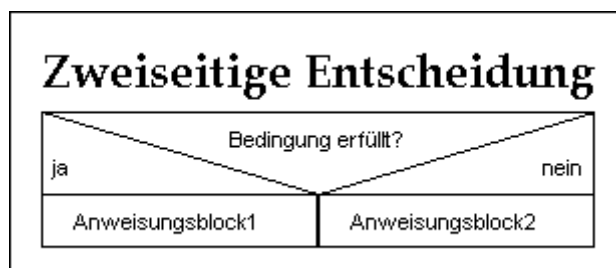 Zweiseitige Entscheidung
Bedingung erfüllt?
ja
nein
Anweisungsblock1
Anweisungsblock2